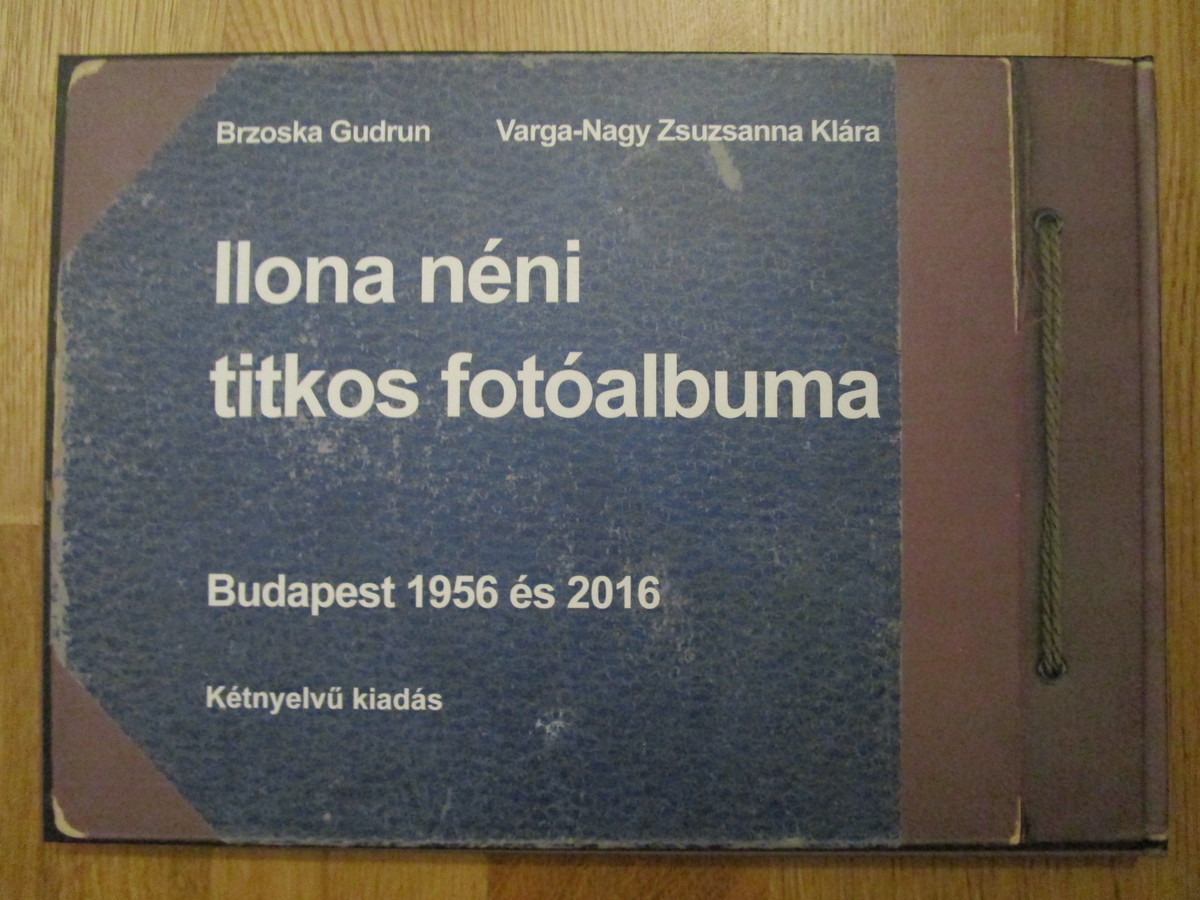 Brzoska Gudrun Varga-Nagy Zsuzsanna Klára
Ilona néni
titkos fotóalbuma
Budapest 1956 és 2016
Kétnyelvű kiadás